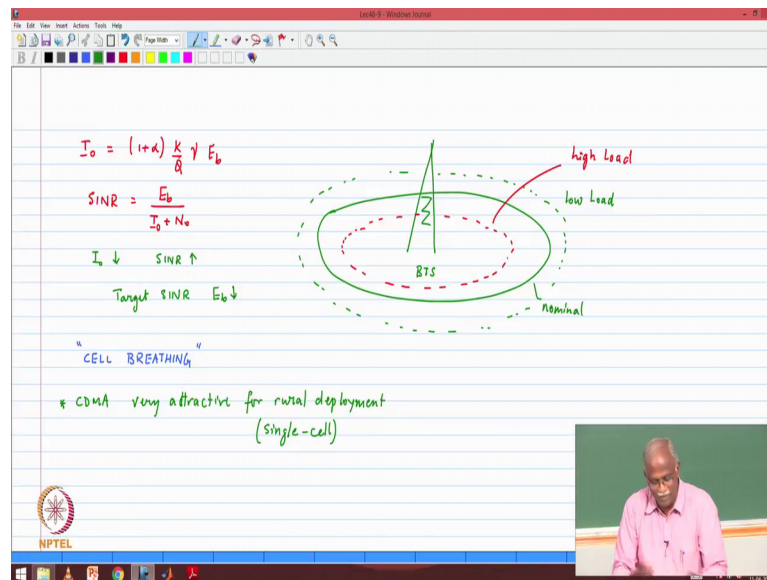 Lec48-9 - Windows Journal
File Edit View Insert Actions Tools Help
Page Width
B I
I₀ = (1+α) K/Q γ E_b
SINR = E_b / (I₀ + N₀)
I₀ ↓ SINR ↑
Target SINR E_b ↓
"CELL BREATHING"
* CDMA very attractive for rural deployment
(single-cell)
high Load
low Load
BTS
nominal
NPTEL